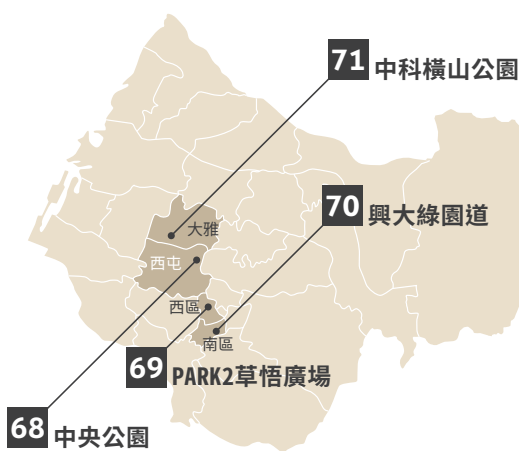 71 中科橫山公園
70 興大綠園道
大雅
西屯
西區
南區
69 PARK2草悟廣場
68 中央公園